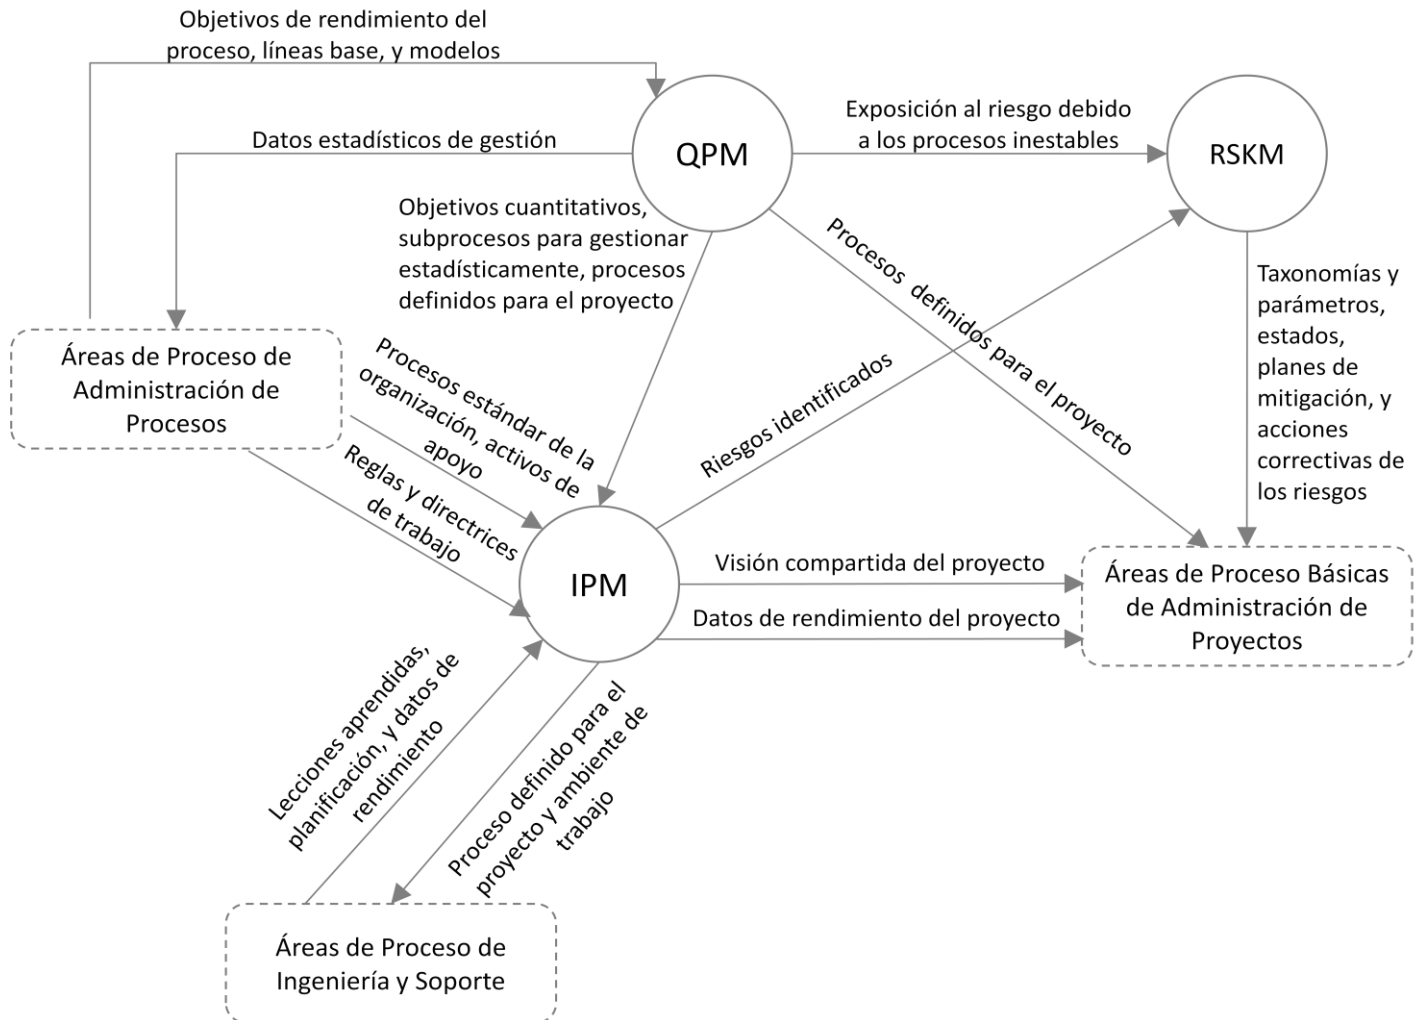 Objetivos de rendimiento del
proceso, líneas base, y modelos
QPM
Exposición al riesgo debido
a los procesos inestables
RSKM
Datos estadísticos de gestión
Objetivos cuantitativos,
subprocesos para gestionar
estadísticamente, procesos
definidos para el proyecto
Procesos definidos para el proyecto
Taxonomías y
parámetros,
estados,
planes de
mitigación, y
acciones
correctivas de
los riesgos
Áreas de Proceso de
Administración de
Procesos
Procesos estándar de la
organización, activos de
apoyo
Riesgos identificados
Reglas y directrices
de trabajo
IPM
Visión compartida del proyecto
Datos de rendimiento del proyecto
Áreas de Proceso Básicas
de Administración de
Proyectos
Lecciones aprendidas,
planificación, y datos de
rendimiento
Proceso definido para el
proyecto y ambiente de
trabajo
Áreas de Proceso de
Ingeniería y Soporte